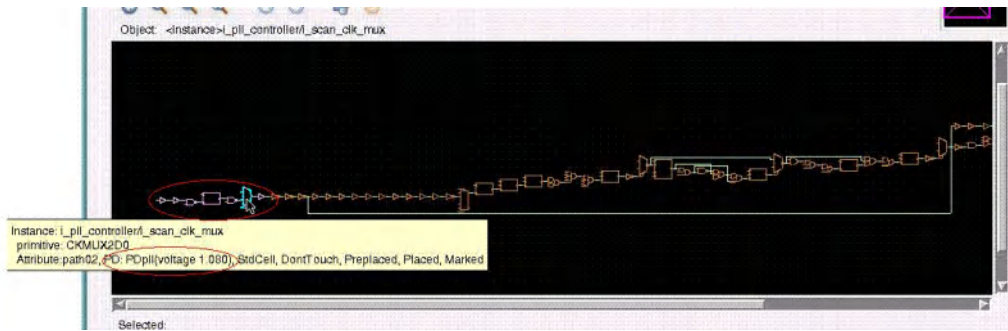 Object: <instance>i_pll_controller/i_scan_clk_mux
Instance: i_pll_controller/i_scan_clk_mux
primitive: CKMUX2D0
Attribute:path02, PD: PDpll(voltage 1.080), StdCell, DontTouch, Preplaced, Placed, Marked
Selected: